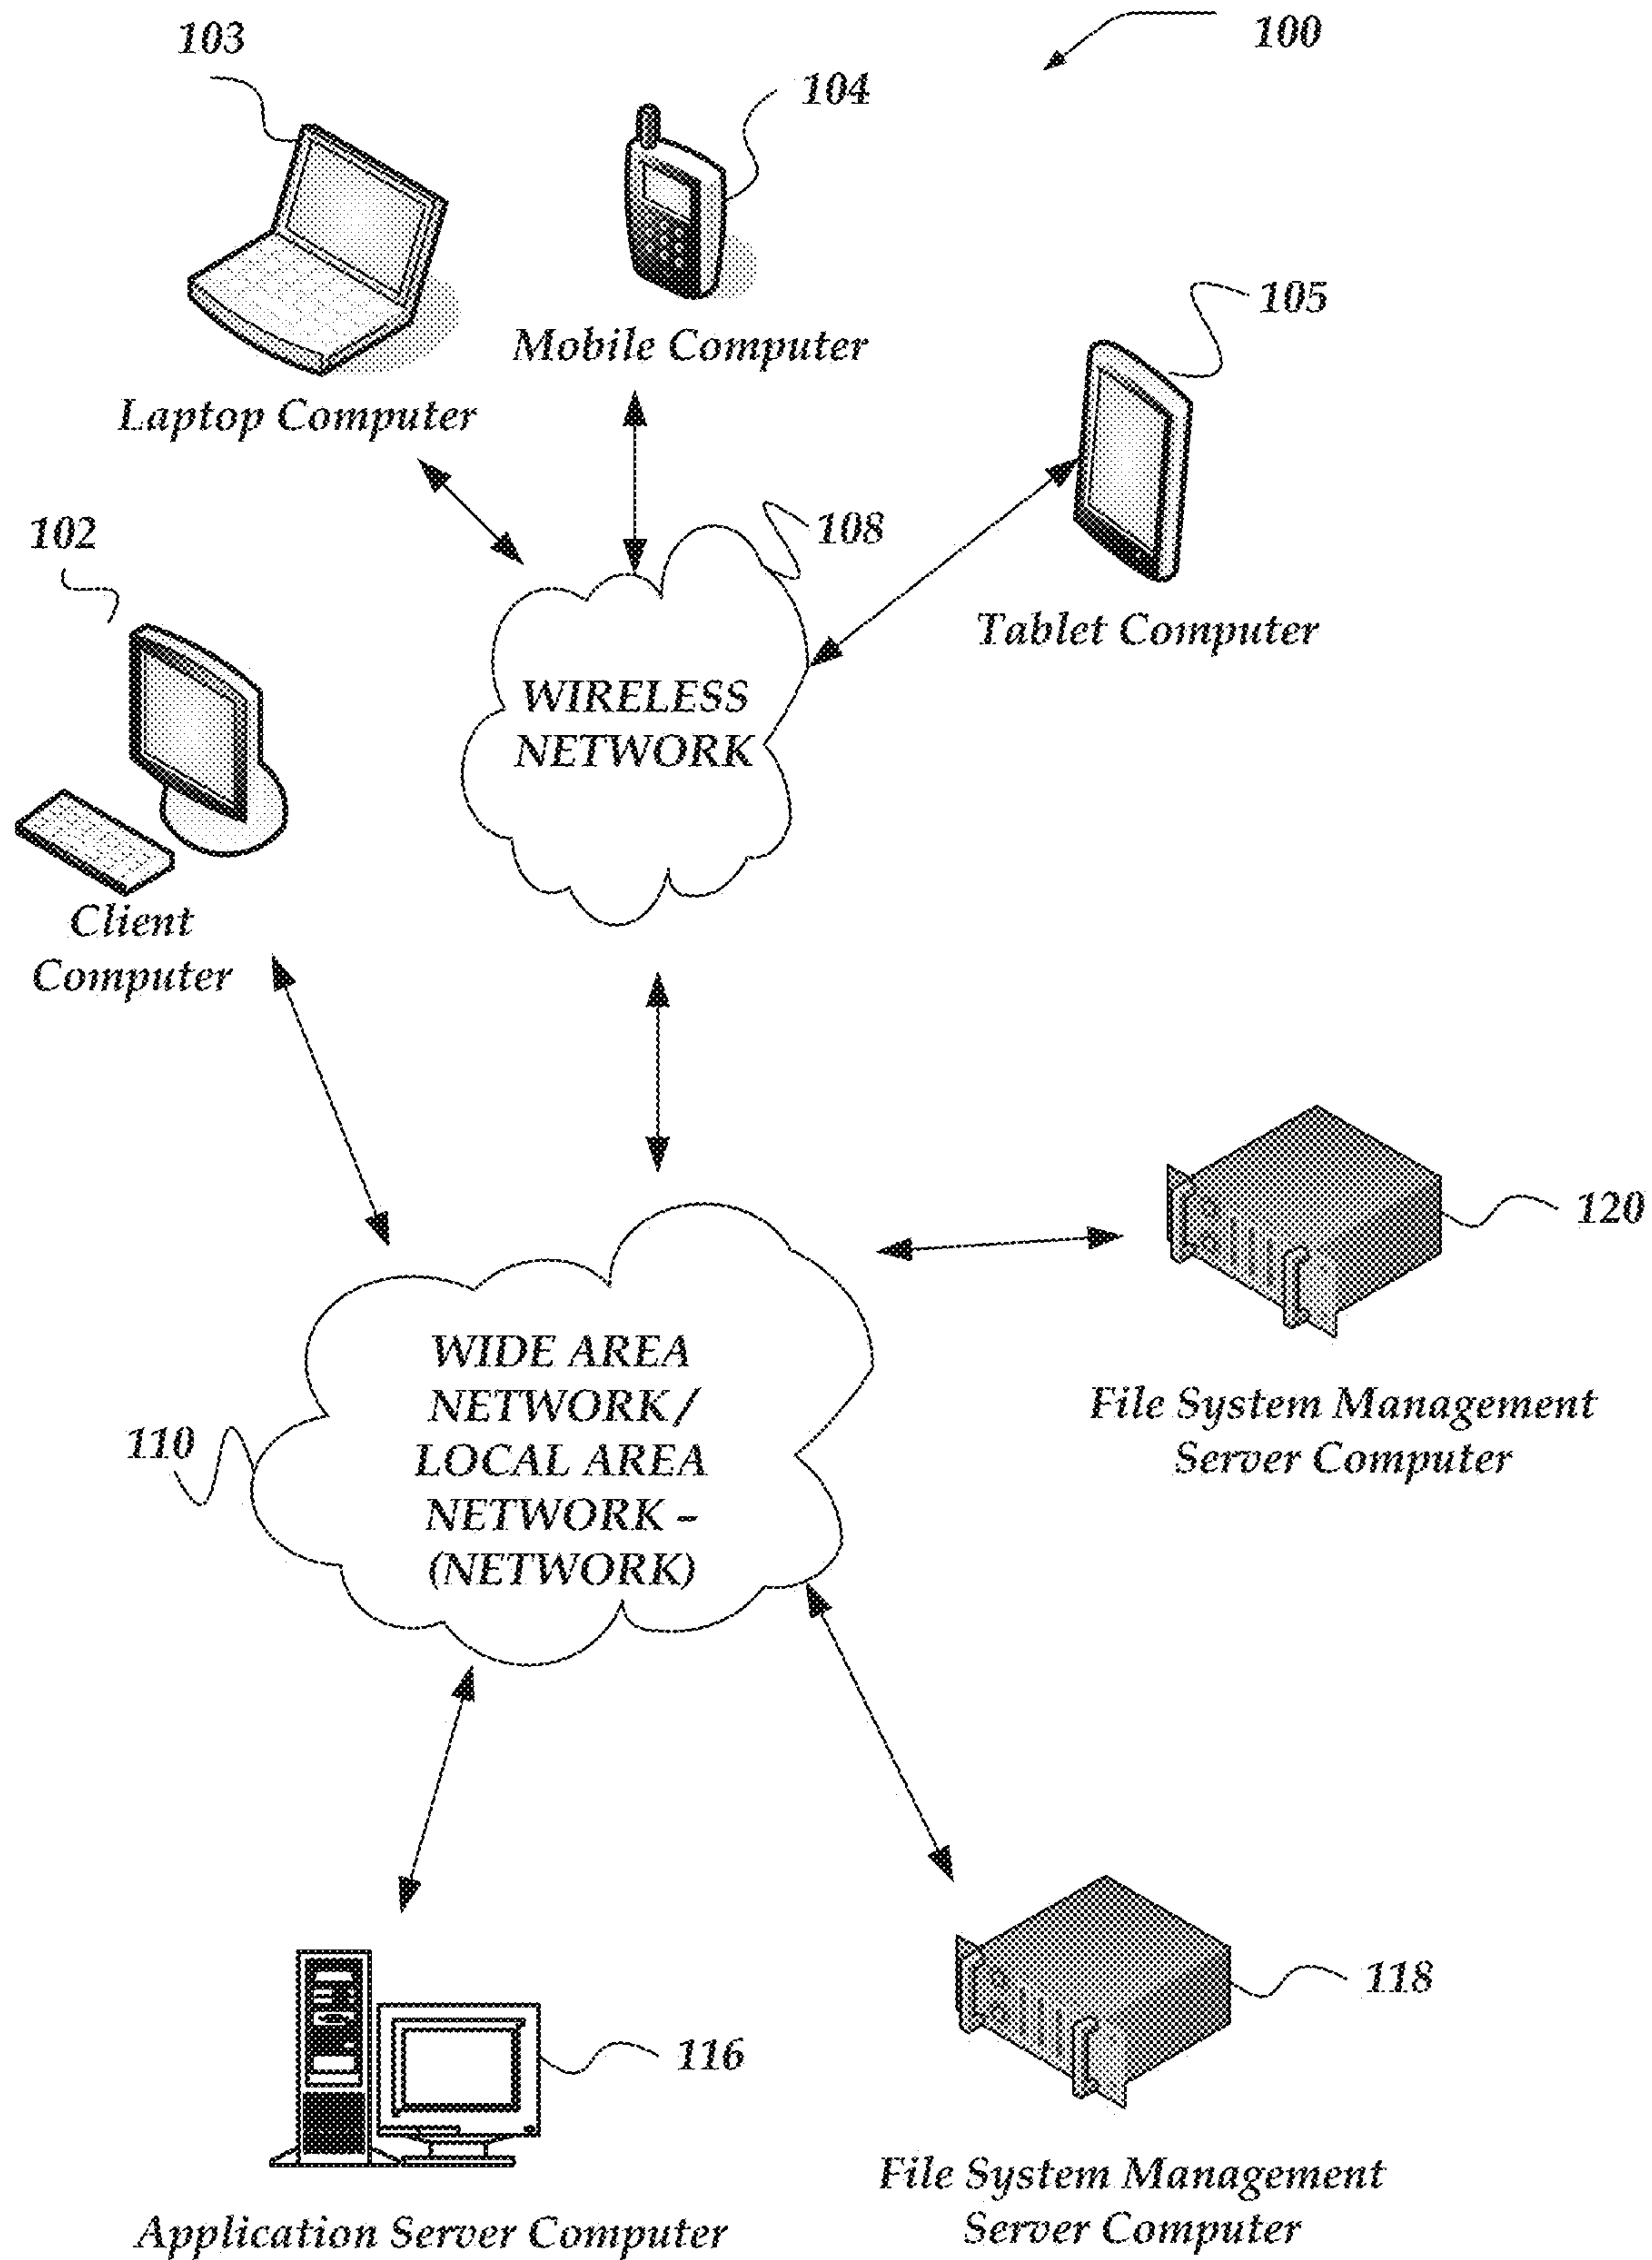 100
103
104
Mobile Computer
105
Laptop Computer
102
108
Tablet Computer
WIRELESS
NETWORK
Client
Computer
120
WIDE AREA
NETWORK /
LOCAL AREA
NETWORK –
(NETWORK)
110
File System Management
Server Computer
118
116
File System Management
Server Computer
Application Server Computer